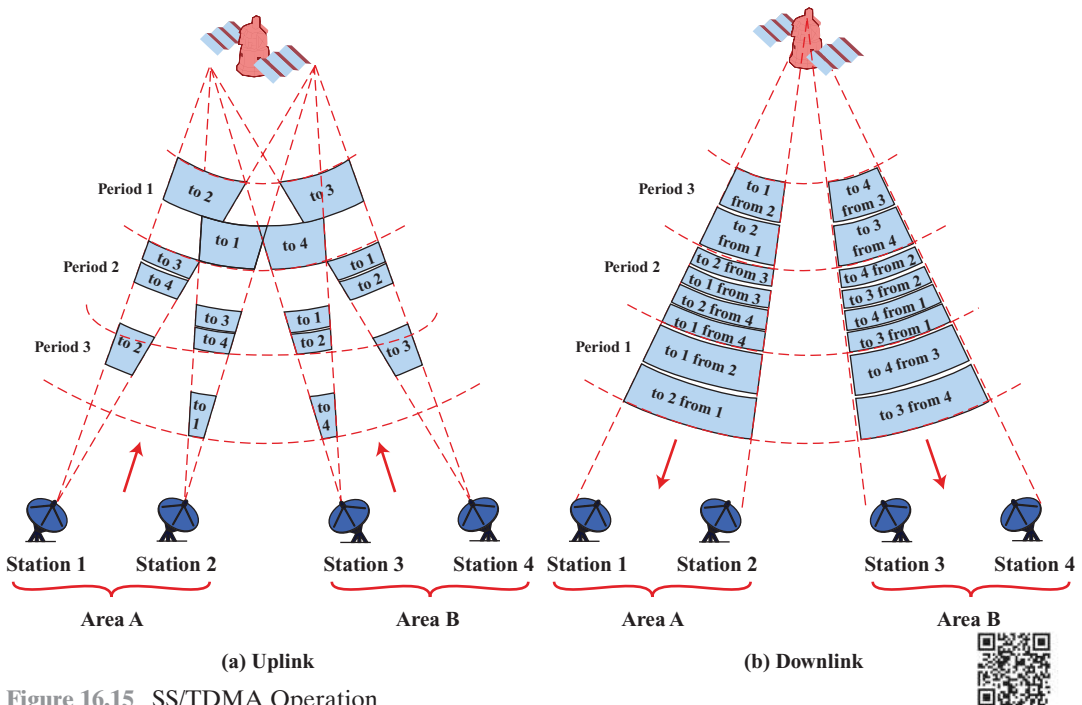 Period 1
to 2
to 3
to 1
to 4
Period 2
to 3
to 4
to 1
to 2
to 3
to 4
to 1
to 2
Period 3
to 2
to 3
to
1
to
4
Station 1
Station 2
Station 3
Station 4
Area A
Area B
(a) Uplink
Period 3
to 1
from 2
to 2
from 1
Period 2
to 2 from 3
to 1 from 3
to 2 from 4
to 1 from 4
Period 1
to 1 from 2
to 2 from 1
to 4
from 3
to 3
from 4
to 4 from 2
to 3 from 2
to 4 from 1
to 3 from 1
to 4 from 3
to 3 from 4
Station 1
Station 2
Station 3
Station 4
Area A
Area B
(b) Downlink
Figure 16.15 SS/TDMA Operation